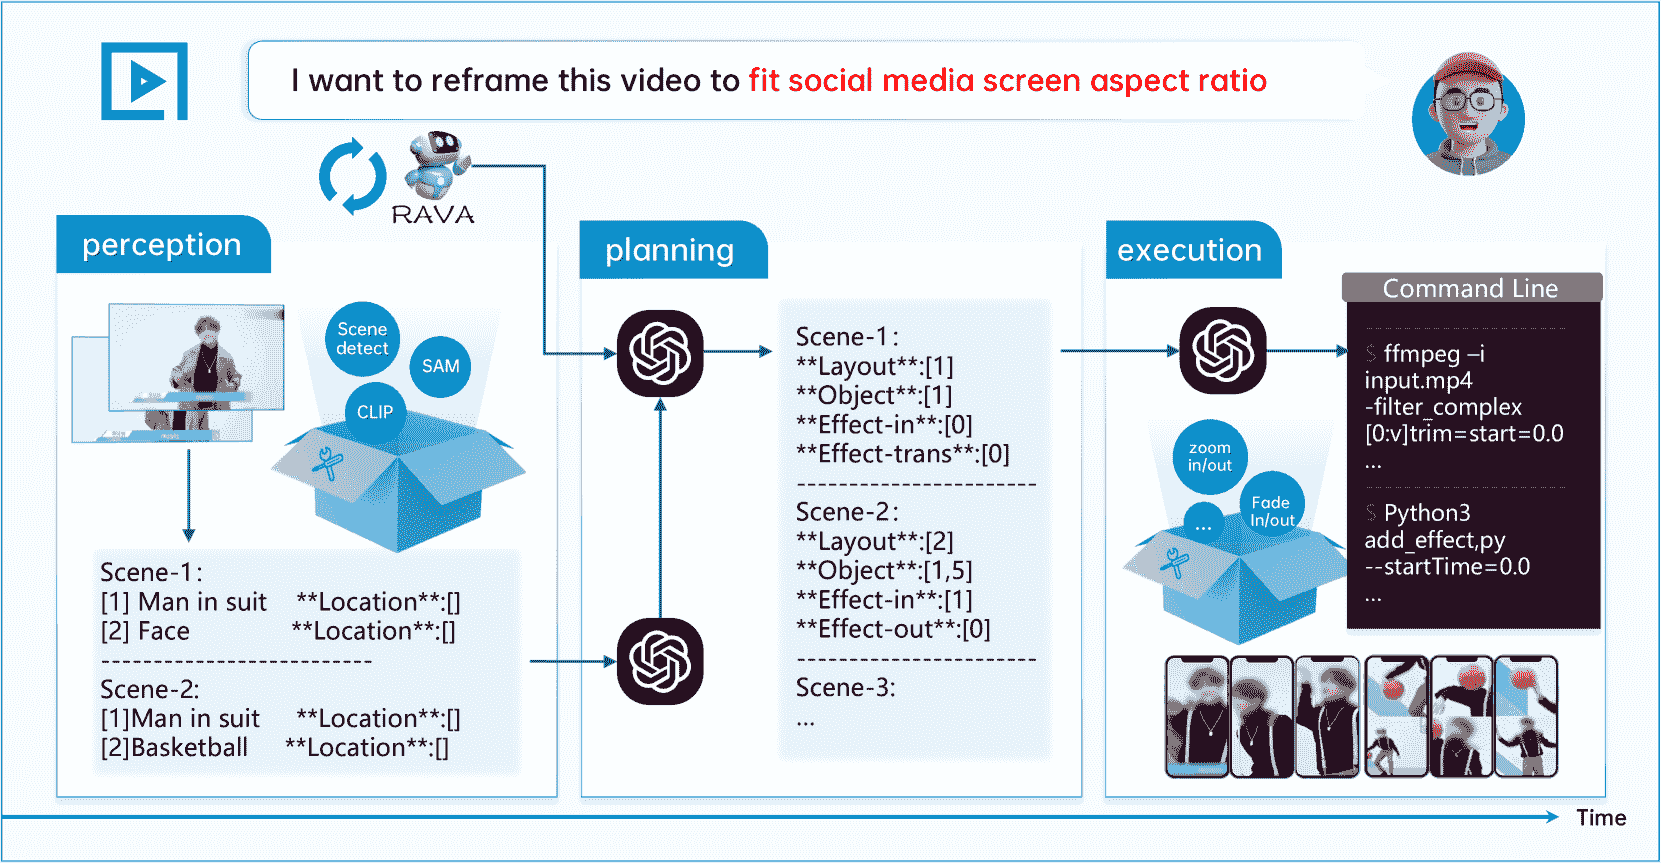 I want to reframe this video to fit social media screen aspect ratio
RAVA
perception
Scene
detect
SAM
CLIP
Scene-1:
[1] Man in suit **Location**:[]
[2] Face **Location**:[]
--------------------------
Scene-2:
[1]Man in suit **Location**:[]
[2]Basketball **Location**:[]
planning
Scene-1:
**Layout**:[1]
**Object**:[1]
**Effect-in**:[0]
**Effect-trans**:[0]
-----------------------
Scene-2:
**Layout**:[2]
**Object**:[1,5]
**Effect-in**:[1]
**Effect-out**:[0]
-----------------------
Scene-3:
...
execution
Command Line
$ ffmpeg –i
input.mp4
-filter_complex
[0:v]trim=start=0.0
...
$ Python3
add_effect,py
--startTime=0.0
...
zoom
in/out
Fade
In/out
...
Time